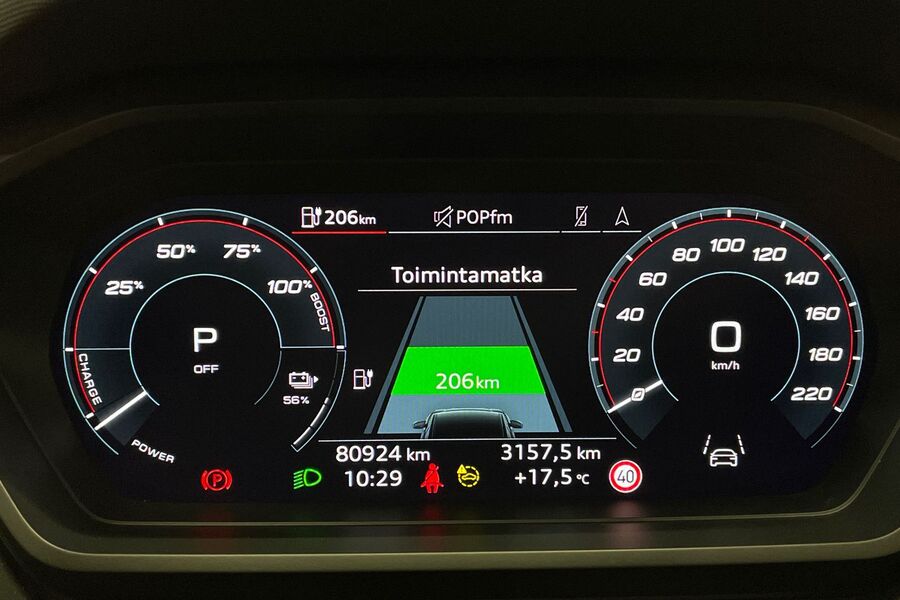 206km
POPfm
Toimintamatka
25%
50%
75%
100%
BOOST
CHARGE
POWER
P
OFF
56%
206km
0
20
40
60
80
100
120
140
160
180
220
0
km/h
80924 km
3157,5 km
10:29
+17,5 °C
P
40